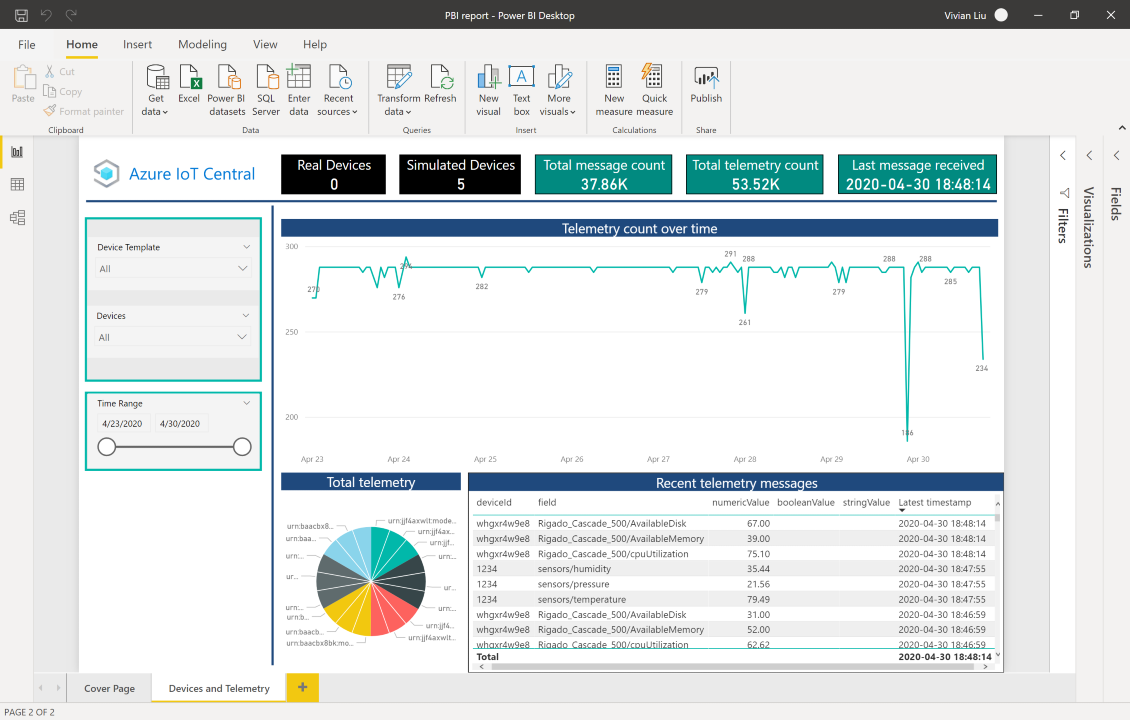 PBI report - Power BI Desktop
Vivian Liu
File Home Insert Modeling View Help
Paste
Cut
Copy
Format painter
Get data
Excel
Power BI datasets
SQL Server
Enter data
Recent sources
Transform data
Refresh
New visual
Text box
More visuals
New measure
Quick measure
Publish
Clipboard Data Queries Insert Calculations Share
Azure IoT Central
Real Devices
0
Simulated Devices
5
Total message count
37.86K
Total telemetry count
53.52K
Last message received
2020-04-30 18:48:14
Filters
Visualizations
Fields
Device Template
All
Devices
All
Time Range
4/23/2020 4/30/2020
Telemetry count over time
300
250
200
270
276
282
279
291
288
261
279
288
288
285
186
234
Apr 23 Apr 24 Apr 25 Apr 26 Apr 27 Apr 28 Apr 29 Apr 30
Total telemetry
urn:jjf4axwlt:mode...
urn:jjf4ax...
urn:jjf...
urn:...
ur...
urn:...
urn:jjf4...
urn:jjf4axwlt...
urn:baacbx8bk:mo...
urn:baacb...
urn:b...
urn:...
ur...
urn:...
urn:baa...
urn:baacbx8...
Recent telemetry messages
deviceId field numericValue booleanValue stringValue Latest timestamp
whgxr4w9e8 Rigado_Cascade_500/AvailableDisk 67.00 2020-04-30 18:48:14
whgxr4w9e8 Rigado_Cascade_500/AvailableMemory 39.00 2020-04-30 18:48:14
whgxr4w9e8 Rigado_Cascade_500/cpuUtilization 75.10 2020-04-30 18:48:14
1234 sensors/humidity 35.44 2020-04-30 18:47:55
1234 sensors/pressure 21.56 2020-04-30 18:47:55
1234 sensors/temperature 79.49 2020-04-30 18:47:55
whgxr4w9e8 Rigado_Cascade_500/AvailableDisk 31.00 2020-04-30 18:46:59
whgxr4w9e8 Rigado_Cascade_500/AvailableMemory 52.00 2020-04-30 18:46:59
whgxr4w9e8 Rigado_Cascade_500/cpuUtilization 62.62 2020-04-30 18:46:59
Total 2020-04-30 18:48:14
Cover Page
Devices and Telemetry
PAGE 2 OF 2